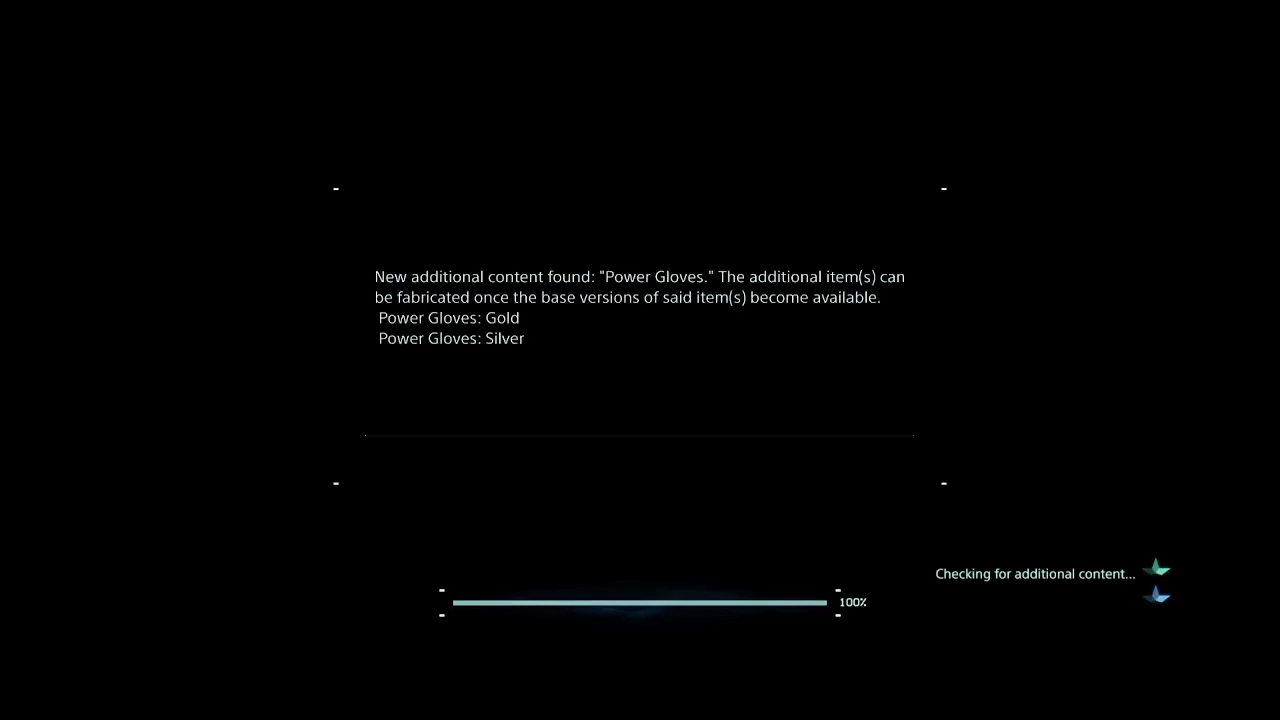 New additional content found: "Power Gloves." The additional item(s) can
be fabricated once the base versions of said item(s) become available.
Power Gloves: Gold
Power Gloves: Silver
Checking for additional content...
100%